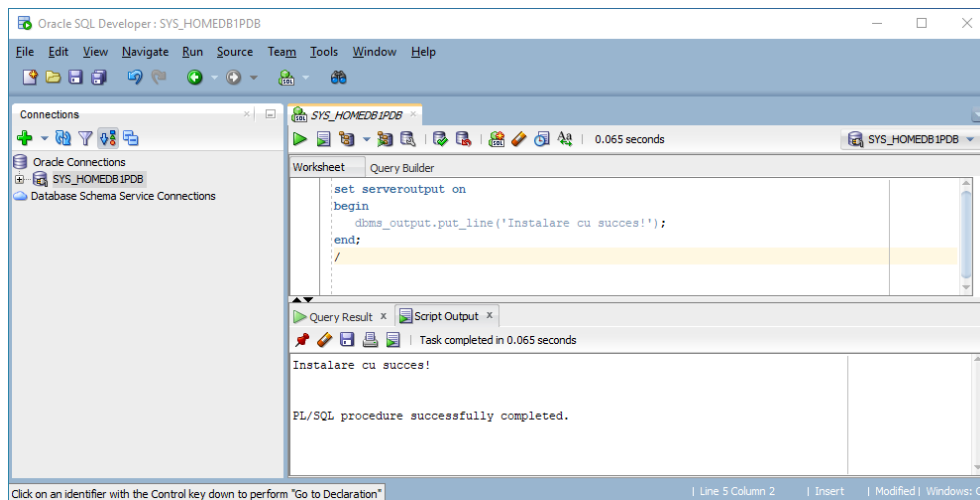 Oracle SQL Developer : SYS_HOMEDB1PDB
File Edit View Navigate Run Source Team Tools Window Help
Connections
Oracle Connections
SYS_HOMEDB1PDB
Database Schema Service Connections
SYS_HOMEDB1PDB
0.065 seconds
SYS_HOMEDB1PDB
Worksheet Query Builder
set serveroutput on
begin
dbms_output.put_line('Instalare cu succes!');
end;
/
Query Result x Script Output x
Task completed in 0.065 seconds
Instalare cu succes!
PL/SQL procedure successfully completed.
Click on an identifier with the Control key down to perform "Go to Declaration"
| Line 5 Column 2 | Insert | Modified | Windows: